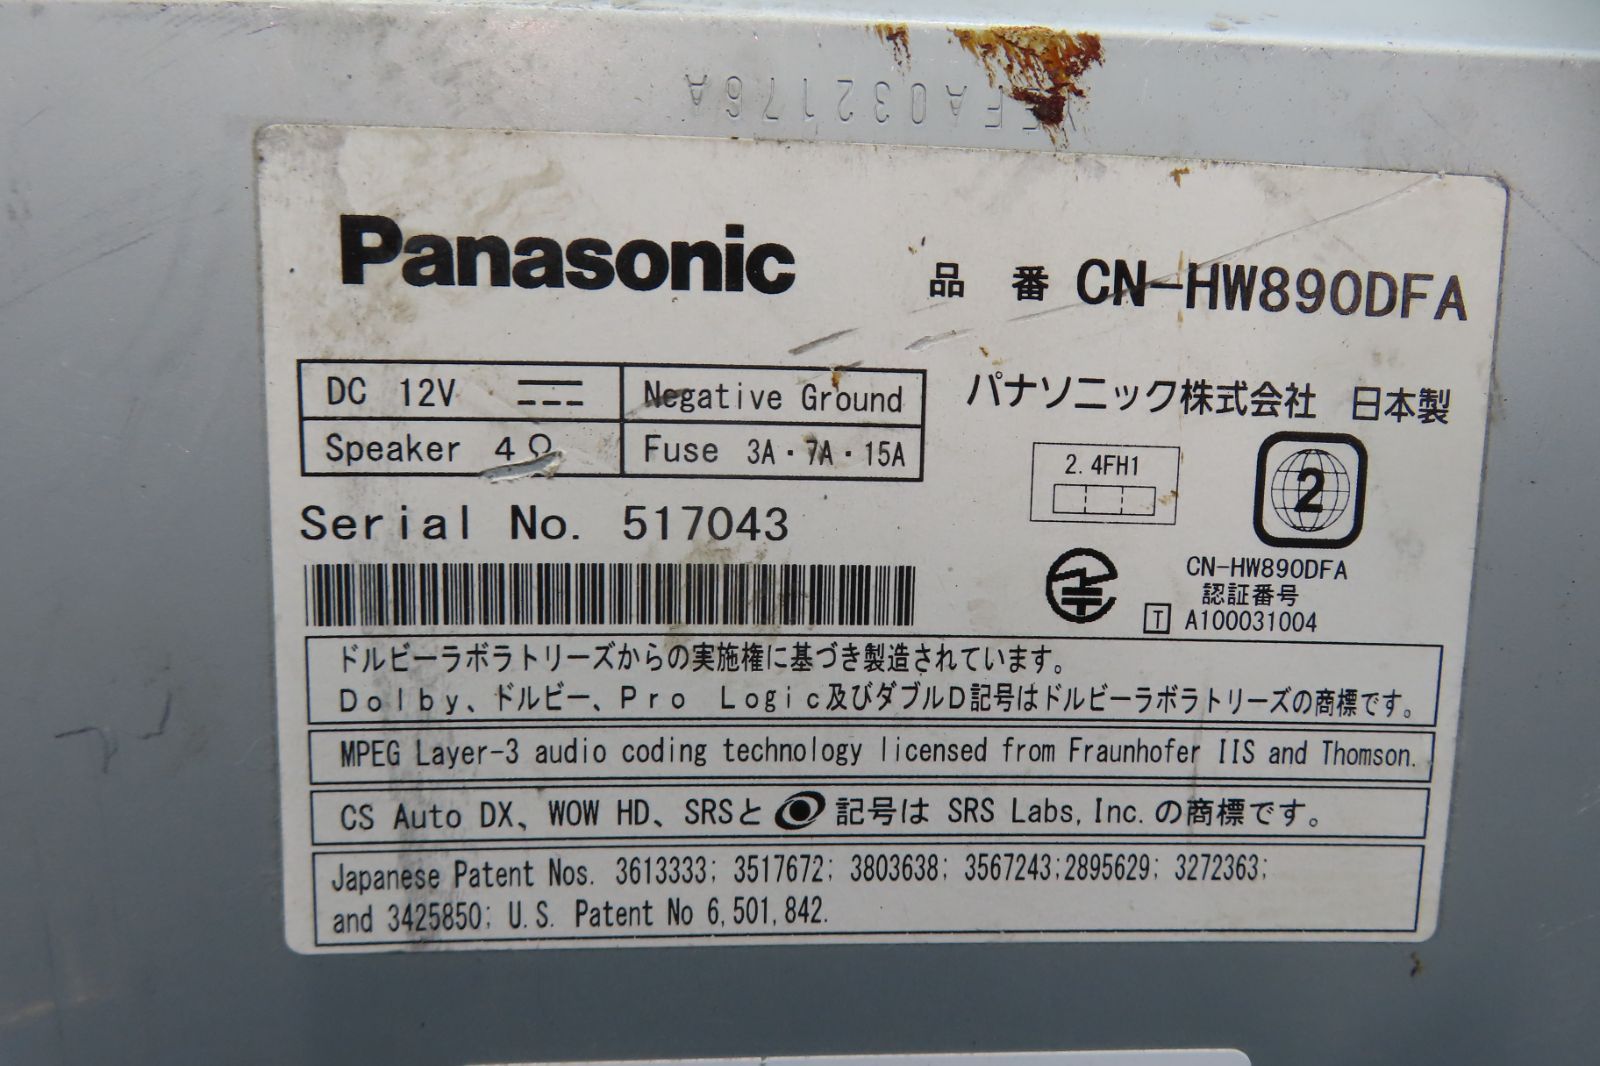 FA032176A
Panasonic
品 番 CN-HW890DFA
DC 12V
Negative Ground
Speaker 4Ω
Fuse 3A・7A・15A
パナソニック株式会社 日本製
Serial No. 517043
2.4FH1
2
CN-HW890DFA
認証番号
T A100031004
ドルビーラボラトリーズからの実施権に基づき製造されています。
Dolby、ドルビー、Pro Logic及びダブルD記号はドルビーラボラトリーズの商標です。
MPEG Layer-3 audio coding technology licensed from Fraunhofer IIS and Thomson.
CS Auto DX、WOW HD、SRSと 記号は SRS Labs, Inc. の商標です。
Japanese Patent Nos. 3613333; 3517672; 3803638; 3567243;2895629; 3272363;
and 3425850; U.S. Patent No 6,501,842.